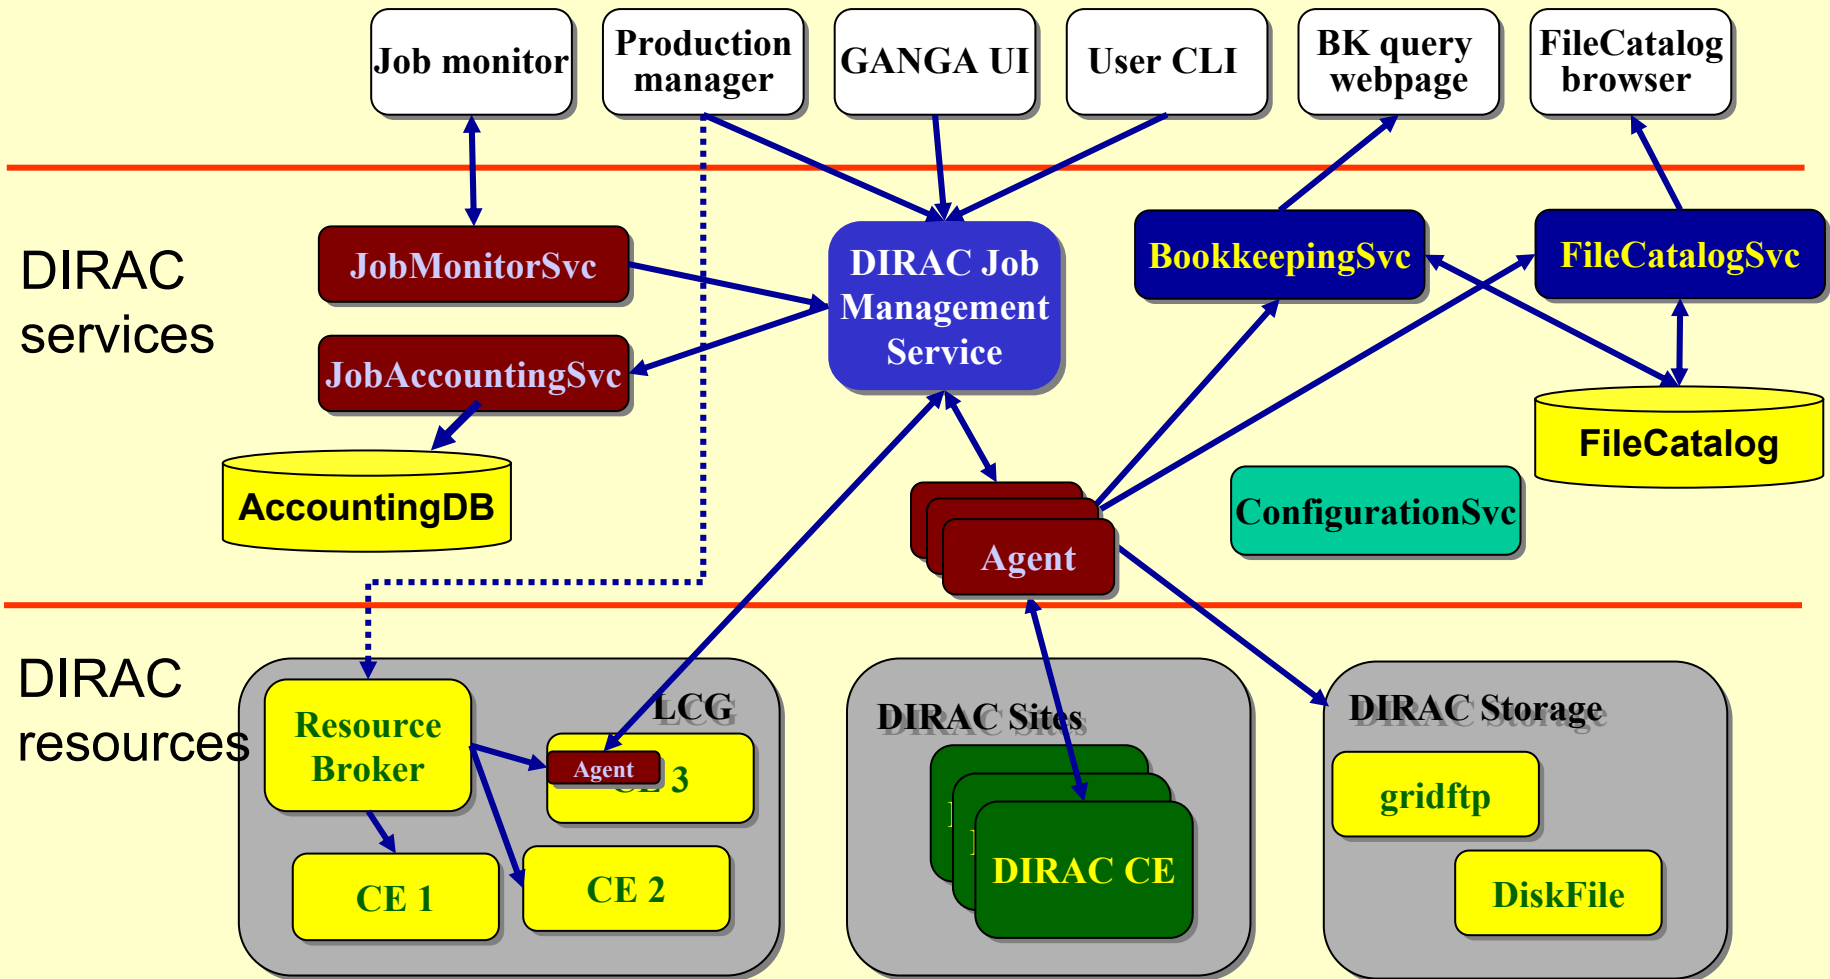 Job monitor
Production
manager
GANGA UI
User CLI
BK query
webpage
FileCatalog
browser
DIRAC
services
JobMonitorSvc
JobAccountingSvc
AccountingDB
DIRAC Job
Management
Service
BookkeepingSvc
FileCatalogSvc
FileCatalog
ConfigurationSvc
Agent
DIRAC
resources
LCG
Resource
Broker
Agent
CE 3
CE 1
CE 2
DIRAC Sites
DIRAC CE
DIRAC Storage
gridftp
DiskFile